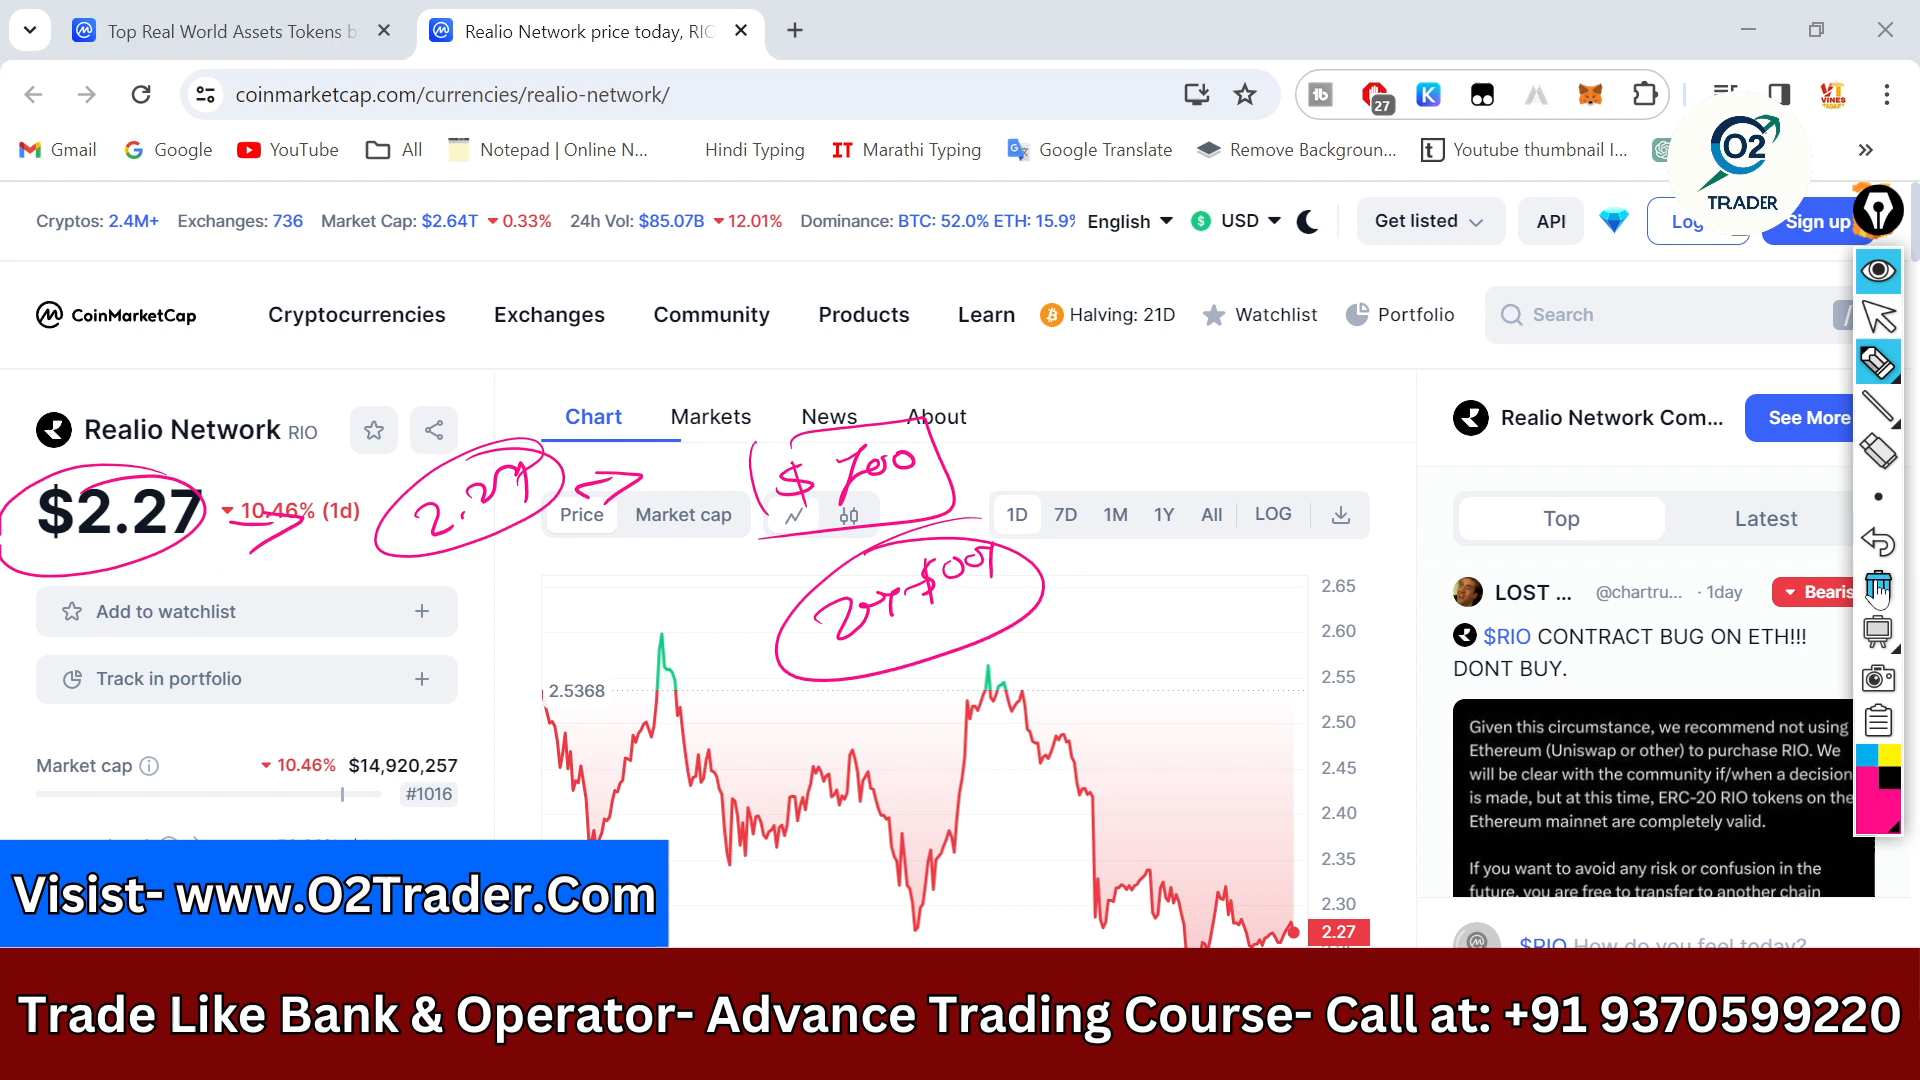 Top Real World Assets Tokens b
Realio Network price today, RIO
coinmarketcap.com/currencies/realio-network/
27
Gmail
Google
YouTube
All
Notepad | Online N...
Hindi Typing
IT Marathi Typing
Google Translate
Remove Backgroun...
Youtube thumbnail I...
O2
TRADER
Cryptos: 2.4M+
Exchanges: 736
Market Cap: $2.64T 0.33%
24h Vol: $85.07B 12.01%
Dominance: BTC: 52.0% ETH: 15.9%
English
USD
Get listed
API
Log
Sign up
CoinMarketCap
Cryptocurrencies
Exchanges
Community
Products
Learn
Halving: 21D
Watchlist
Portfolio
Search
/
Realio Network RIO
$2.27
10.46% (1d)
Add to watchlist +
Track in portfolio +
Market cap 10.46% $14,920,257
#1016
Chart
Markets
News
About
2.27
$ 700
Price
Market cap
1D
7D
1M
1Y
All
LOG
2.5368
2.65
2.60
2.55
2.50
2.45
2.40
2.35
2.30
2.27
Realio Network Com...
See More
Top
Latest
LOST ... @chartru... · 1day
Bearis
$RIO CONTRACT BUG ON ETH!!!
DONT BUY.
Given this circumstance, we recommend not using
Ethereum (Uniswap or other) to purchase RIO. We
will be clear with the community if/when a decision
is made, but at this time, ERC-20 RIO tokens on the
Ethereum mainnet are completely valid.
If you want to avoid any risk or confusion in the
future, you are free to transfer to another chain
$RIO How do you feel today?
Visist- www.O2Trader.Com
Trade Like Bank & Operator- Advance Trading Course- Call at: +91 9370599220